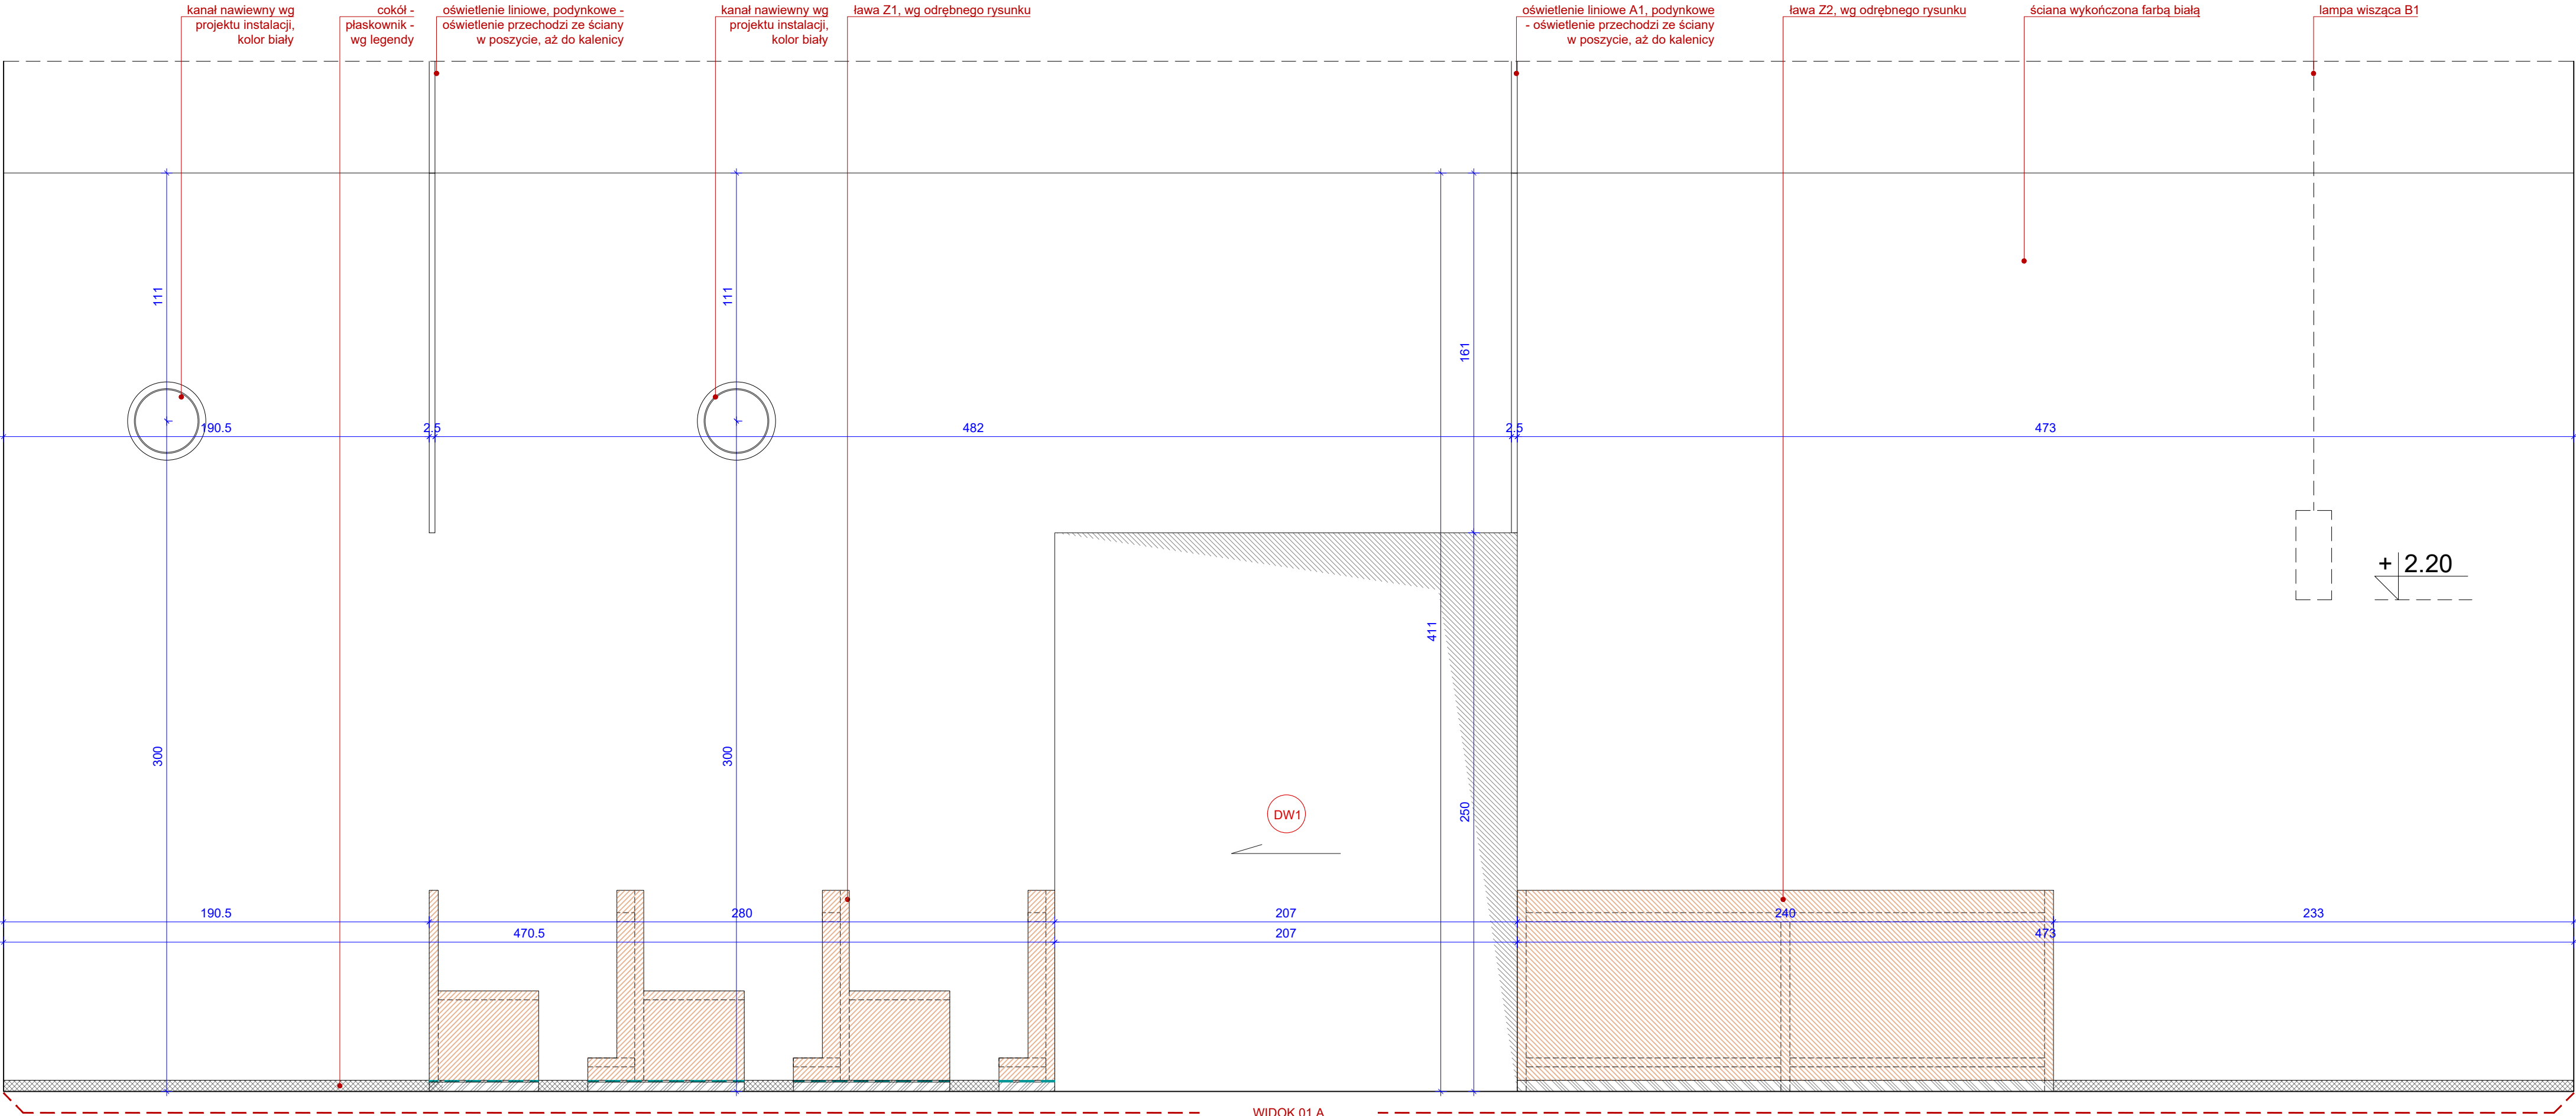 kanał nawiewny wg
projektu instalacji,
kolor biały
cokół -
płaskownik -
wg legendy
oświetlenie liniowe, podynkowe -
oświetlenie przechodzi ze ściany
w poszycie, aż do kalenicy
kanał nawiewny wg
projektu instalacji,
kolor biały
ława Z1, wg odrębnego rysunku
oświetlenie liniowe A1, podynkowe
- oświetlenie przechodzi ze ściany
w poszycie, aż do kalenicy
ława Z2, wg odrębnego rysunku
ściana wykończona farbą białą
lampa wisząca B1
111
111
161
190.5
2.5
482
2.5
473
+ 2.20
411
300
300
250
DW1
190.5
280
207
240
233
470.5
207
473
WIDOK 01 A